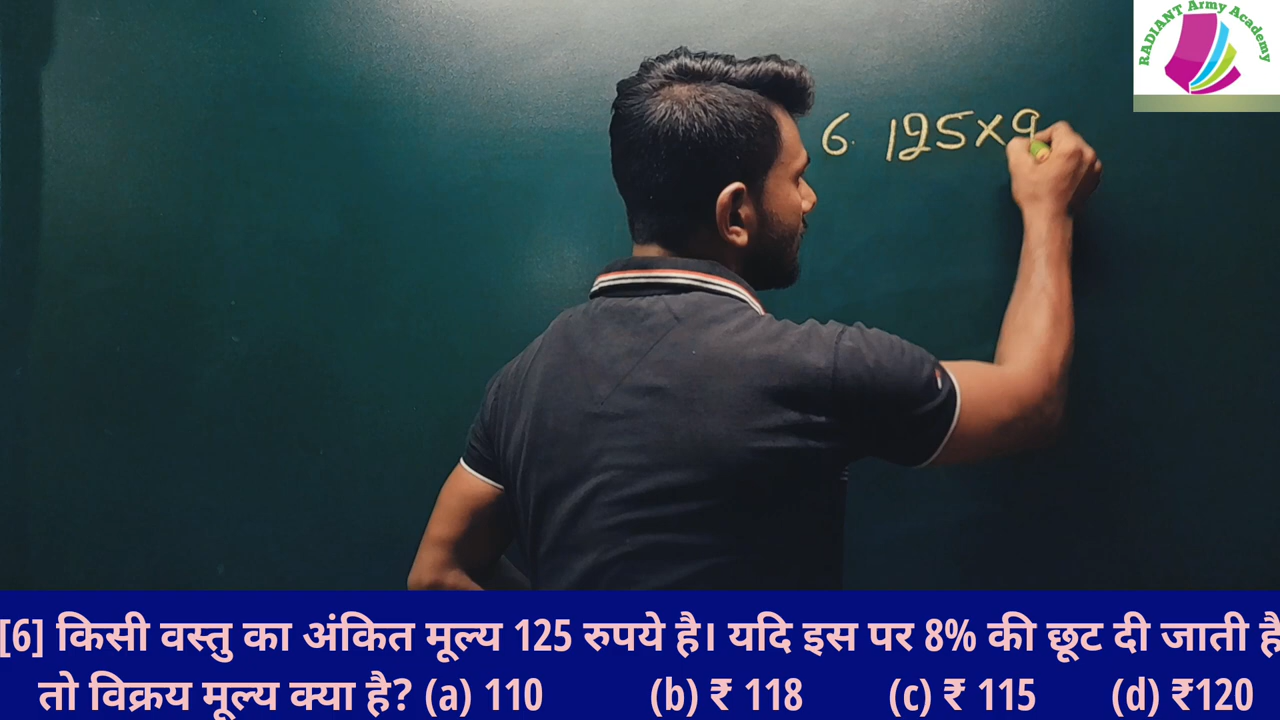 RADIANT Army Academy
6. 125×9
[6] किसी वस्तु का अंकित मूल्य 125 रुपये है। यदि इस पर 8% की छूट दी जाती है
तो विक्रय मूल्य क्या है? (a) 110 (b) ₹ 118 (c) ₹ 115 (d) ₹120